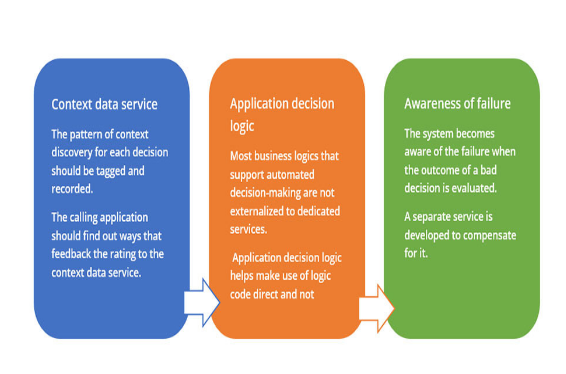 Context data service
The pattern of context
discovery for each decision
should be tagged and
recorded.
The calling application
should find out ways that
feedback the rating to the
context data service.
Application decision
logic
Most business logics that
support automated
decision-making are not
externalized to dedicated
services.
Application decision logic
helps make use of logic
code direct and not
Awareness of failure
The system becomes
aware of the failure when
the outcome of a bad
decision is evaluated.
A separate service is
developed to compensate
for it.